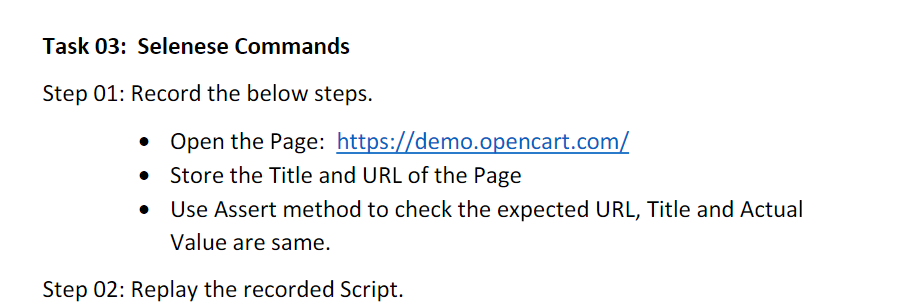 Task 03:  Selenese Commands
Step 01: Record the below steps.
• Open the Page:  https://demo.opencart.com/
• Store the Title and URL of the Page
• Use Assert method to check the expected URL, Title and Actual
Value are same.
Step 02: Replay the recorded Script.